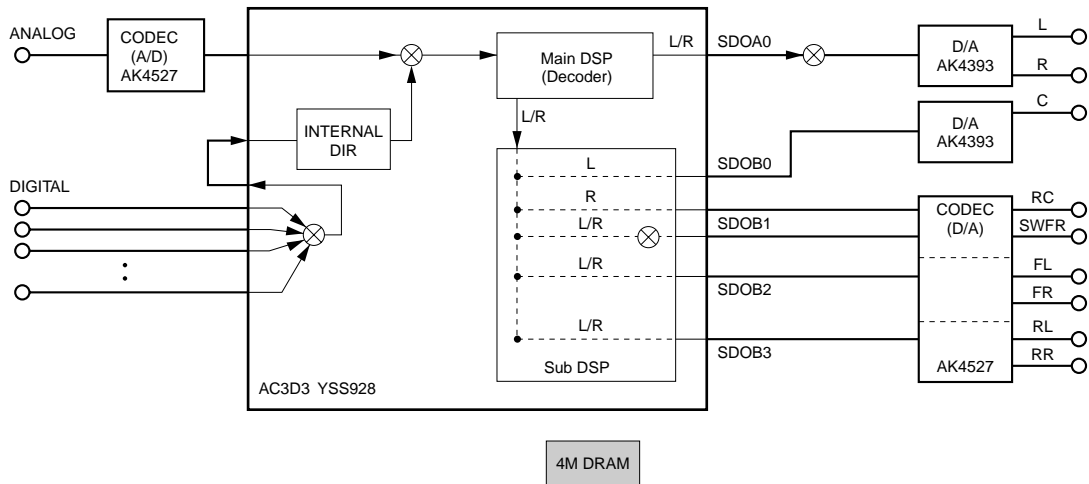 ANALOG
CODEC
(A/D)
AK4527
Main DSP
(Decoder)
L/R
SDOA0
D/A
AK4393
L
R
L/R
INTERNAL
DIR
D/A
AK4393
C
DIGITAL
L
SDOB0
R
L/R
SDOB1
CODEC
(D/A)
RC
SWFR
L/R
SDOB2
FL
FR
L/R
SDOB3
RL
RR
Sub DSP
AK4527
AC3D3 YSS928
4M DRAM